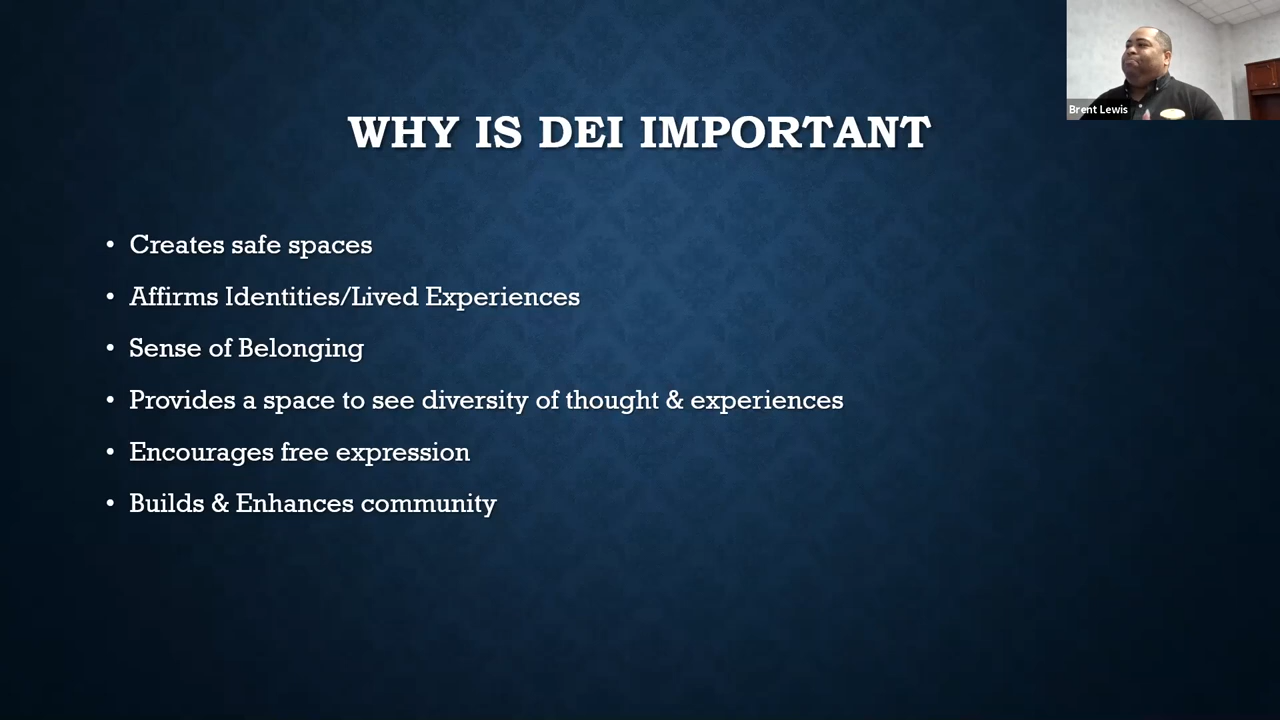 WHY IS DEI IMPORTANT
• Creates safe spaces
• Affirms Identities/Lived Experiences
• Sense of Belonging
• Provides a space to see diversity of thought & experiences
• Encourages free expression
• Builds & Enhances community
Brent Lewis